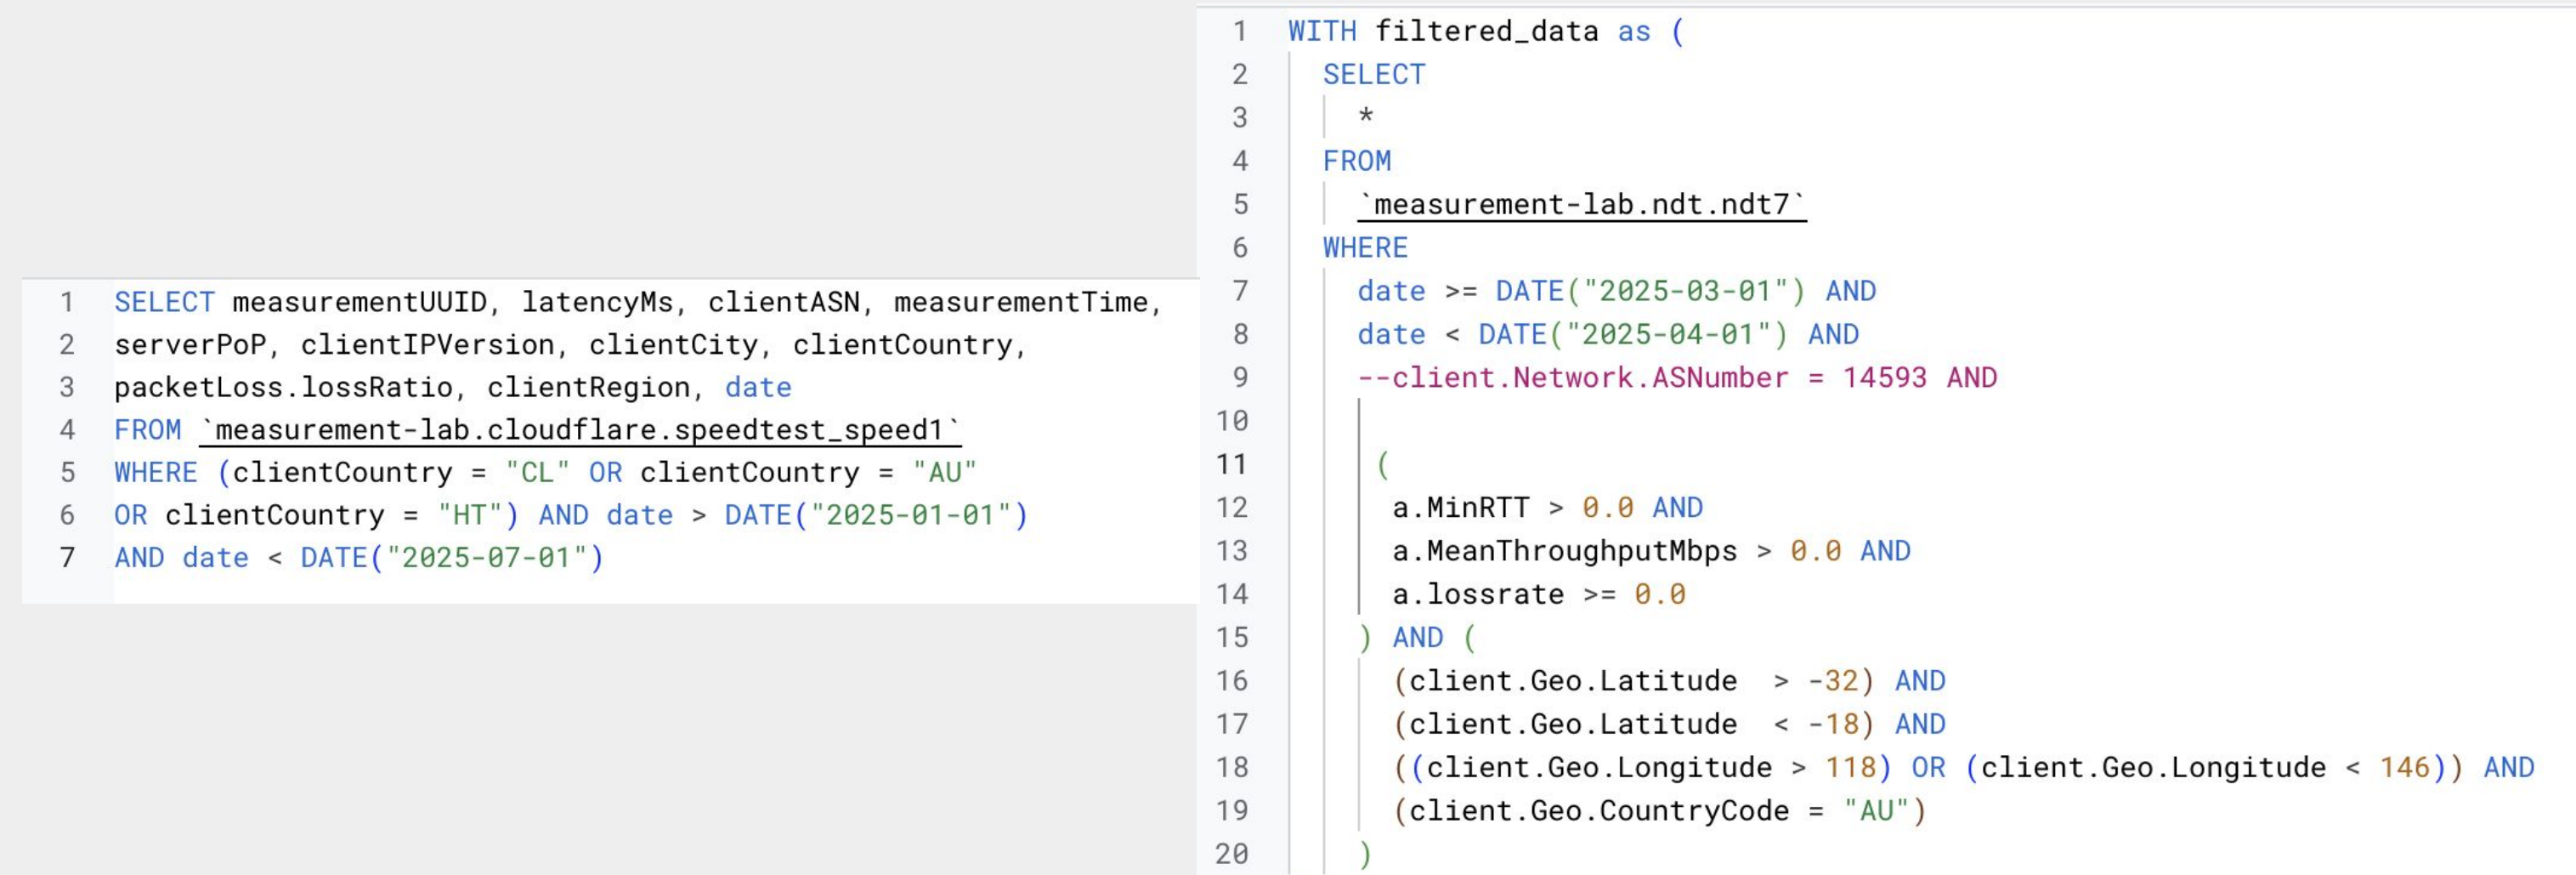 1 SELECT measurementUUID, latencyMs, clientASN, measurementTime,
2 serverPoP, clientIPVersion, clientCity, clientCountry,
3 packetLoss.lossRatio, clientRegion, date
4 FROM `measurement-lab.cloudflare.speedtest_speed1`
5 WHERE (clientCountry = "CL" OR clientCountry = "AU"
6 OR clientCountry = "HT") AND date > DATE("2025-01-01")
7 AND date < DATE("2025-07-01")
1 WITH filtered_data as (
2 SELECT
3 *
4 FROM
5 `measurement-lab.ndt.ndt7`
6 WHERE
7 date >= DATE("2025-03-01") AND
8 date < DATE("2025-04-01") AND
9 --client.Network.ASNumber = 14593 AND
10
11 (
12 a.MinRTT > 0.0 AND
13 a.MeanThroughputMbps > 0.0 AND
14 a.lossrate >= 0.0
15 ) AND (
16 (client.Geo.Latitude  > -32) AND
17 (client.Geo.Latitude  < -18) AND
18 ((client.Geo.Longitude > 118) OR (client.Geo.Longitude < 146)) AND
19 (client.Geo.CountryCode = "AU")
20 )